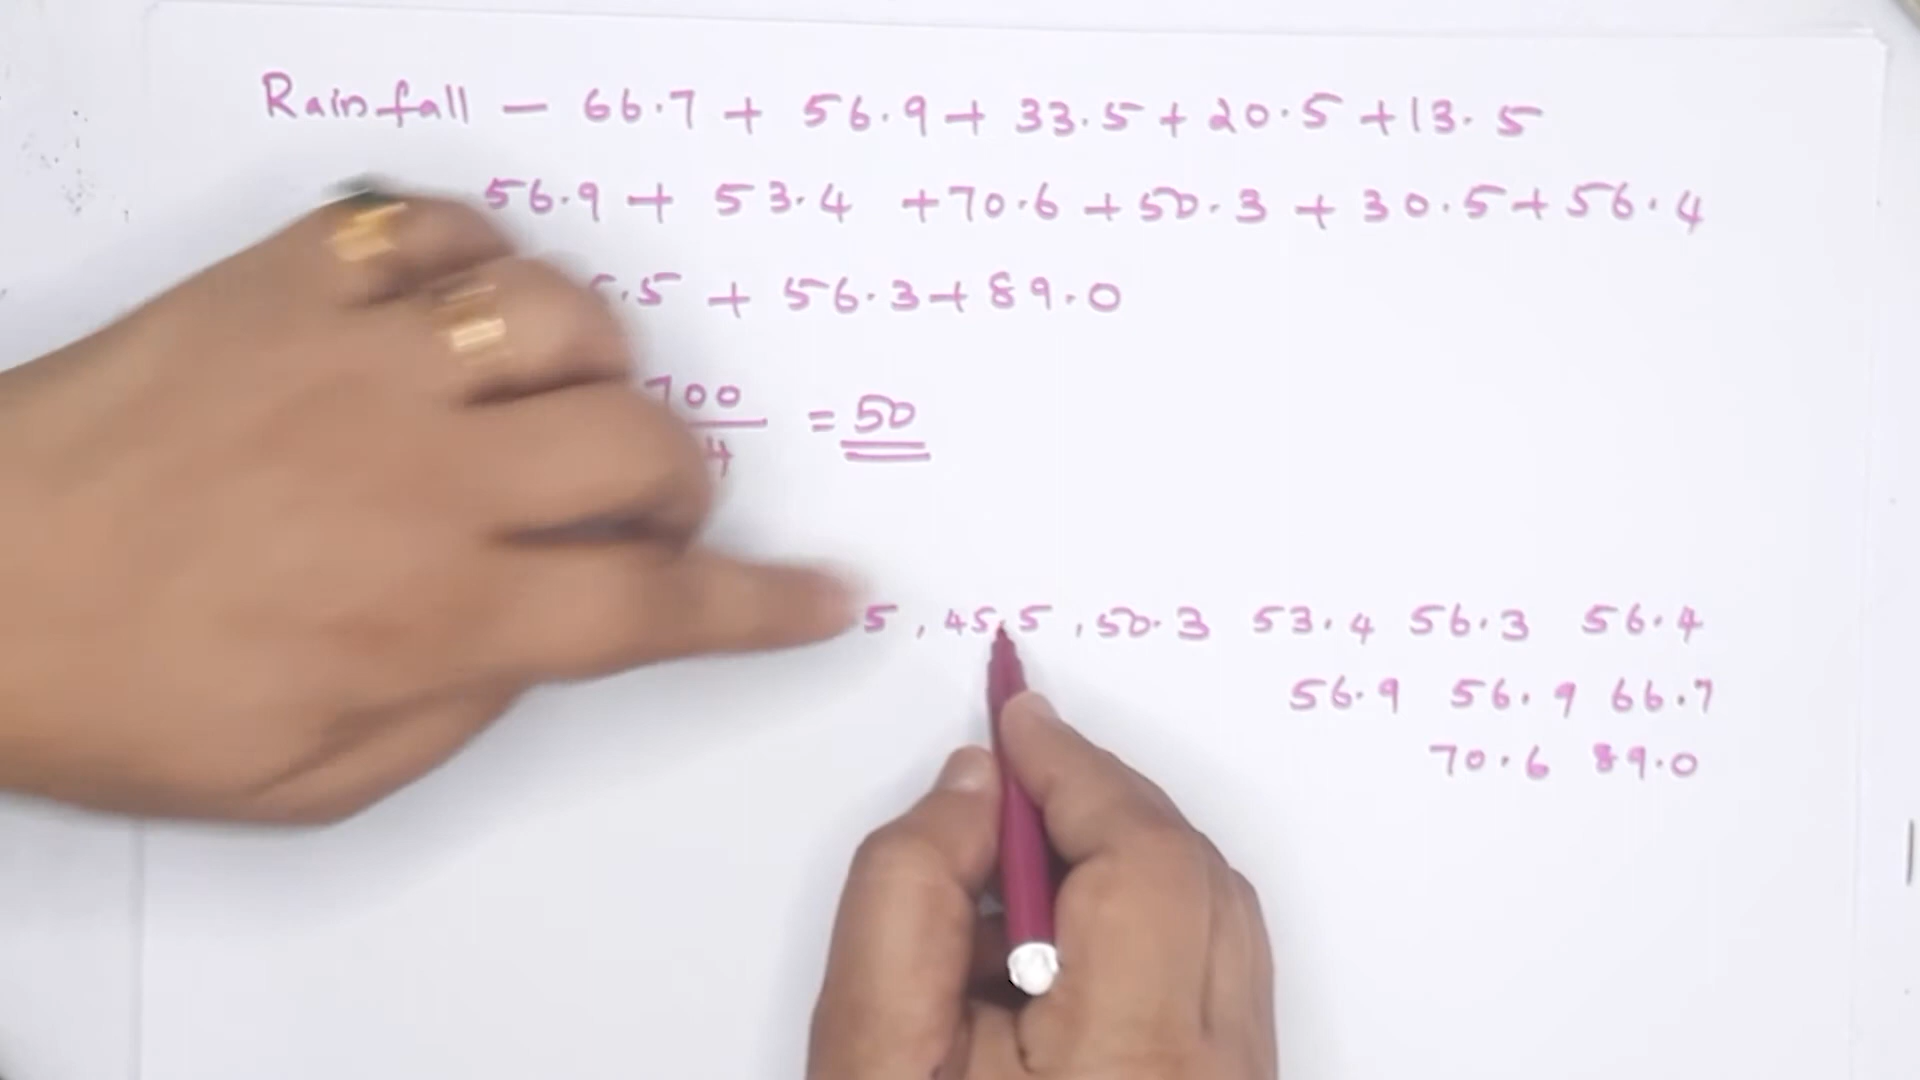 Rainfall — 66.7 + 56.9 + 33.5 + 20.5 + 13.5
56.9 + 53.4 + 70.6 + 50.3 + 30.5 + 56.4
.5 + 56.3 + 89.0
700
4
= 50
5 , 45.5 , 50.3 53.4 56.3 56.4
56.9 56.9 66.7
70.6 89.0